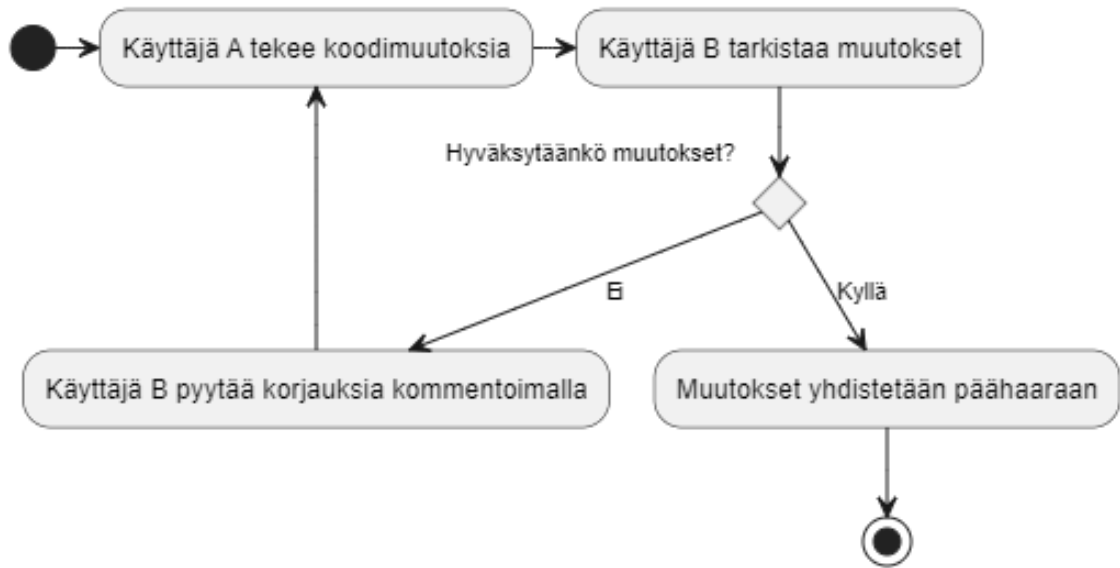 Käyttäjä A tekee koodimuutoksia
Käyttäjä B tarkistaa muutokset
Hyväksytäänkö muutokset?
Ei
Kyllä
Käyttäjä B pyytää korjauksia kommentoimalla
Muutokset yhdistetään päähaaraan